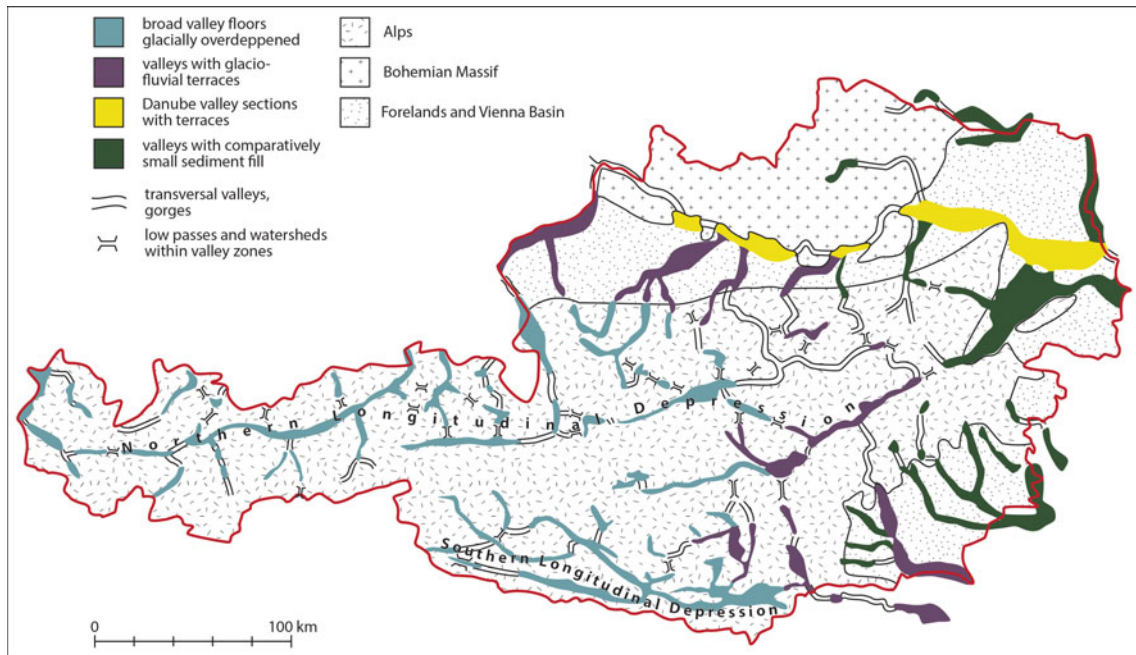 broad valley floors
glacially overdeppened
valleys with glacio-
fluvial terraces
Danube valley sections
with terraces
valleys with comparatively
small sediment fill
transversal valleys,
gorges
low passes and watersheds
within valley zones
Alps
Bohemian Massif
Forelands and Vienna Basin
Northern Longitudinal Depression
Southern Longitudinal Depression
0 100 km